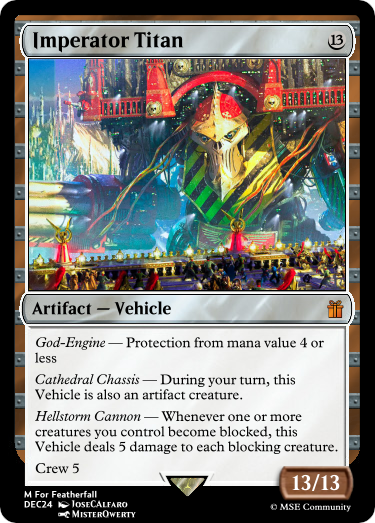 Imperator Titan 13
Artifact — Vehicle
God-Engine — Protection from mana value 4 or
less
Cathedral Chassis — During your turn, this
Vehicle is also an artifact creature.
Hellstorm Cannon — Whenever one or more
creatures you control become blocked, this
Vehicle deals 5 damage to each blocking creature.
Crew 5
13/13
M For Featherfall
DEC24 JoseCalfaro
MisterQwerty
© MSE Community